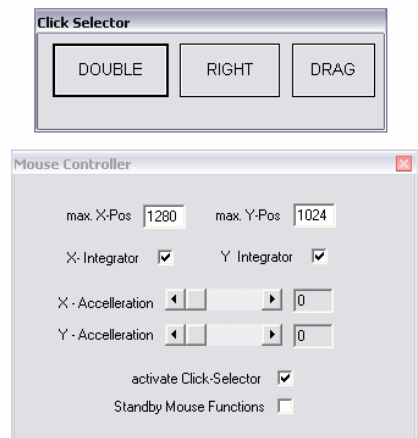 Click Selector
DOUBLE RIGHT DRAG
Mouse Controller
max. X-Pos 1280 max. Y-Pos 1024
X- Integrator Y Integrator
X - Accelleration 0
Y - Accelleration 0
activate Click-Selector
Standby Mouse Functions